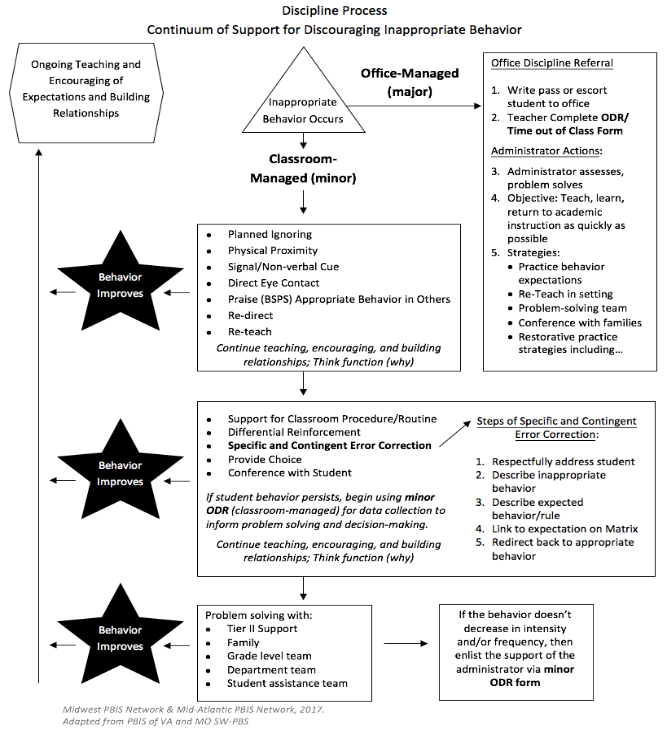 Discipline Process
Continuum of Support for Discouraging Inappropriate Behavior
Ongoing Teaching and
Encouraging of
Expectations and Building
Relationships
Inappropriate
Behavior Occurs
Office-Managed
(major)
Office Discipline Referral
1. Write pass or escort
student to office
2. Teacher Complete ODR/
Time out of Class Form
Administrator Actions:
3. Administrator assesses,
problem solves
4. Objective: Teach, learn,
return to academic
instruction as quickly as
possible
5. Strategies:
• Practice behavior
expectations
• Re-Teach in setting
• Problem-solving team
• Conference with families
• Restorative practice
strategies including…
Classroom-
Managed (minor)
• Planned Ignoring
• Physical Proximity
• Signal/Non-verbal Cue
• Direct Eye Contact
• Praise (BSPS) Appropriate Behavior in Others
• Re-direct
• Re-teach
Continue teaching, encouraging, and building
relationships; Think function (why)
Behavior
Improves
• Support for Classroom Procedure/Routine
• Differential Reinforcement
• Specific and Contingent Error Correction
• Provide Choice
• Conference with Student
If student behavior persists, begin using minor
ODR (classroom-managed) for data collection to
inform problem solving and decision-making.
Continue teaching, encouraging, and building
relationships; Think function (why)
Steps of Specific and Contingent
Error Correction:
1. Respectfully address student
2. Describe inappropriate
behavior
3. Describe expected
behavior/rule
4. Link to expectation on Matrix
5. Redirect back to appropriate
behavior
Behavior
Improves
Problem solving with:
• Tier II Support
• Family
• Grade level team
• Department team
• Student assistance team
Behavior
Improves
If the behavior doesn't
decrease in intensity
and/or frequency, then
enlist the support of the
administrator via minor
ODR form
Midwest PBIS Network & Mid-Atlantic PBIS Network, 2017.
Adapted from PBIS of VA and MO SW-PBS